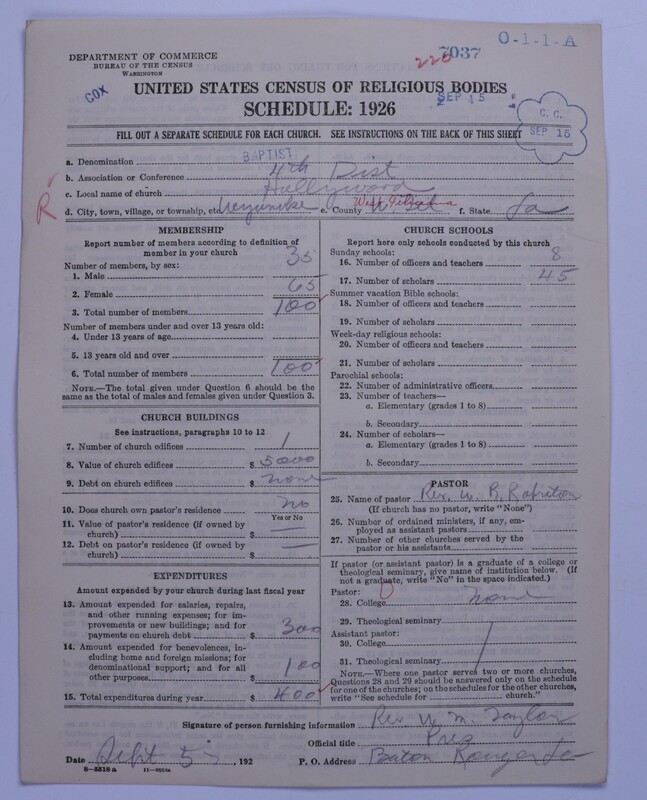 O-1-1-A
220
7037
DEPARTMENT OF COMMERCE
BUREAU OF THE CENSUS
WASHINGTON
COX
UNITED STATES CENSUS OF RELIGIOUS BODIES
SEP 15
SCHEDULE: 1926
C. C.
SEP 15
FILL OUT A SEPARATE SCHEDULE FOR EACH CHURCH. SEE INSTRUCTIONS ON THE BACK OF THIS SHEET
a. Denomination BAPTIST
b. Association or Conference 4th Dist
c. Local name of church Hollywood
R
d. City, town, village, or township, etc. e. County West Feliciana f. State La
MEMBERSHIP
Report number of members according to definition of
member in your church
Number of members, by sex:
1. Male 35
2. Female 65
3. Total number of members 100
Number of members under and over 13 years old:
4. Under 13 years of age
5. 13 years old and over
6. Total number of members 100
NOTE.—The total given under Question 6 should be
the same as the total of males and females given under Question 3.
CHURCH BUILDINGS
See instructions, paragraphs 10 to 12
7. Number of church edifices 1
8. Value of church edifices $ 5000
9. Debt on church edifices $ none
10. Does church own pastor's residence? no
Yes or No
11. Value of pastor's residence (if owned by
church) $ —
12. Debt on pastor's residence (if owned by
church) $ —
EXPENDITURES
Amount expended by your church during last fiscal year
13. Amount expended for salaries, repairs,
and other running expenses; for im-
provements or new buildings; and for
payments on church debt $ 300
14. Amount expended for benevolences, in-
cluding home and foreign missions; for
denominational support; and for all
other purposes $ 100
15. Total expenditures during year $ 400
CHURCH SCHOOLS
Report here only schools conducted by this church
Sunday schools:
16. Number of officers and teachers 8
17. Number of scholars 45
Summer vacation Bible schools:
18. Number of officers and teachers
19. Number of scholars
Week-day religious schools:
20. Number of officers and teachers
21. Number of scholars
Parochial schools:
22. Number of administrative officers
23. Number of teachers—
a. Elementary (grades 1 to 8)
b. Secondary
24. Number of scholars—
a. Elementary (grades 1 to 8)
b. Secondary
PASTOR
25. Name of pastor Rev. W. R.
(If church has no pastor, write "None")
26. Number of ordained ministers, if any, em-
ployed as assistant pastors
27. Number of other churches served by the
pastor or his assistants
If pastor (or assistant pastor) is a graduate of a college or
theological seminary, give name of institution below. (If
not a graduate, write "No" in the space indicated.)
Pastor:
28. College none
29. Theological seminary
Assistant pastor:
30. College
31. Theological seminary
NOTE.—Where one pastor serves two or more churches,
Questions 28 and 29 should be answered only on the schedule
for one of the churches; on the schedules for the other churches,
write "See schedule for church."
Signature of person furnishing information Rev. W. M. Taylor
Official title Prez
Date Sept 5 , 192 P. O. Address Baton Rouge La
8-5518a